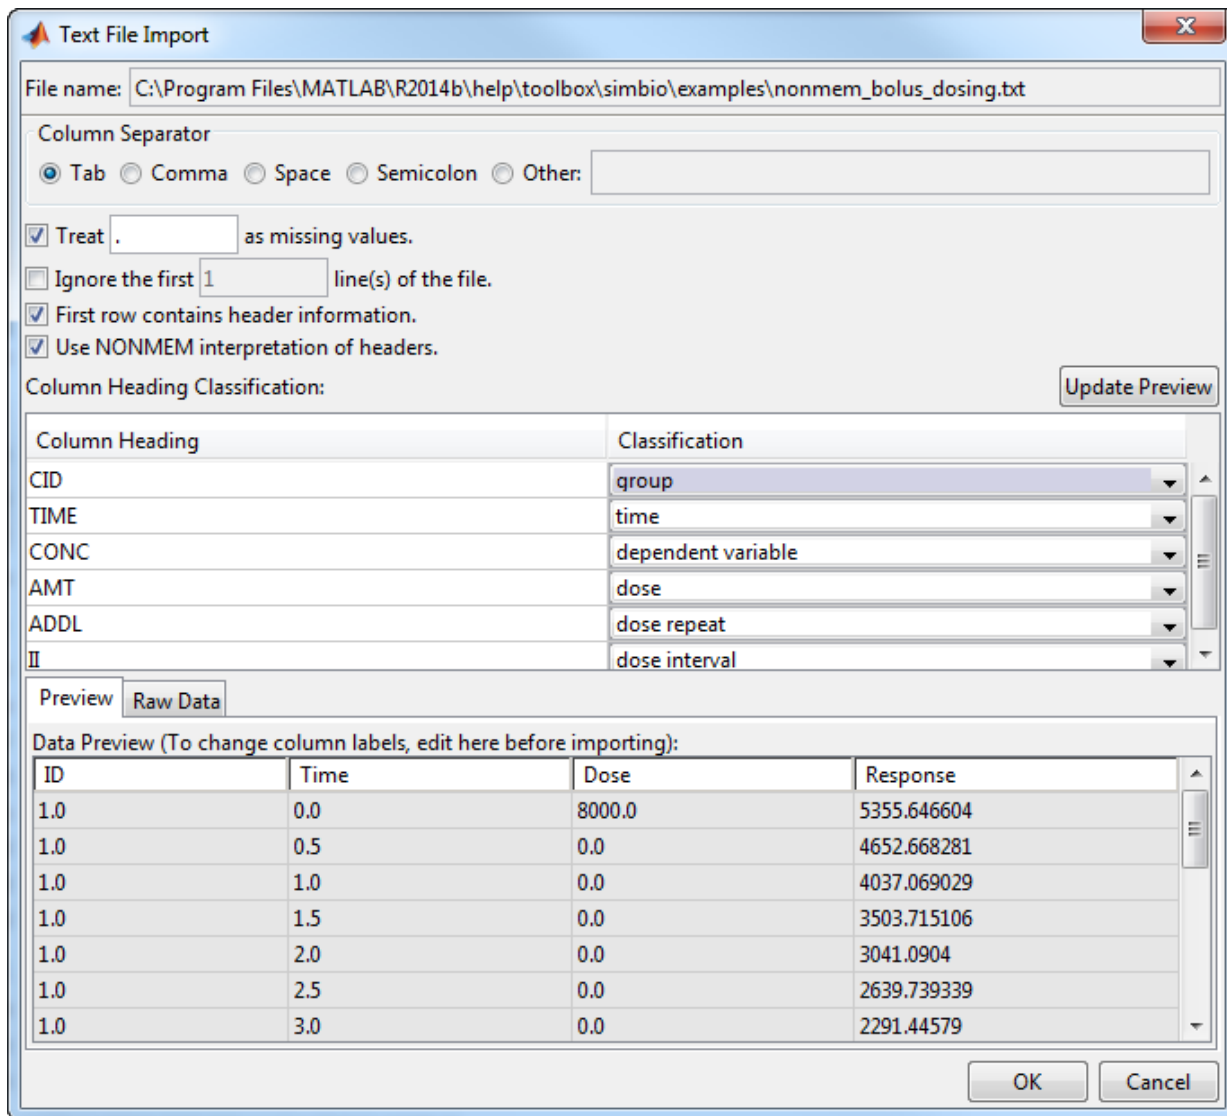 Text File Import
File name: C:\Program Files\MATLAB\R2014b\help\toolbox\simbio\examples\nonmem_bolus_dosing.txt
Column Separator
Tab Comma Space Semicolon Other:
Treat . as missing values.
Ignore the first 1 line(s) of the file.
First row contains header information.
Use NONMEM interpretation of headers.
Column Heading Classification: Update Preview
Column Heading Classification
CID group
TIME time
CONC dependent variable
AMT dose
ADDL dose repeat
II dose interval
Preview Raw Data
Data Preview (To change column labels, edit here before importing):
ID Time Dose Response
1.0 0.0 8000.0 5355.646604
1.0 0.5 0.0 4652.668281
1.0 1.0 0.0 4037.069029
1.0 1.5 0.0 3503.715106
1.0 2.0 0.0 3041.0904
1.0 2.5 0.0 2639.739339
1.0 3.0 0.0 2291.44579
OK Cancel